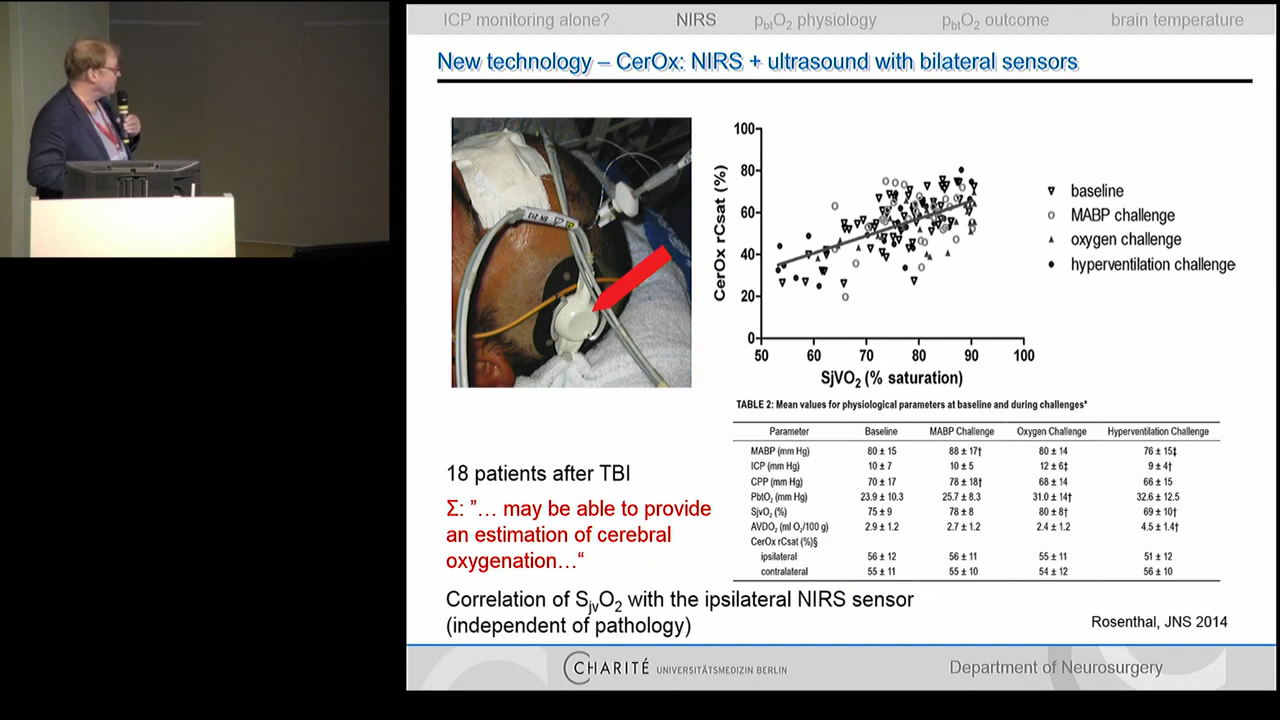 ICP monitoring alone? NIRS pbtO2 physiology pbtO2 outcome brain temperature
New technology – CerOx: NIRS + ultrasound with bilateral sensors
CerOx rCsat (%)
100
80
60
40
20
0
50 60 70 80 90 100
SjVO2 (% saturation)
baseline
MABP challenge
oxygen challenge
hyperventilation challenge
TABLE 2: Mean values for physiological parameters at baseline and during challenges*
Parameter Baseline MABP Challenge Oxygen Challenge Hyperventilation Challenge
MABP (mm Hg) 80 ± 15 88 ± 17† 80 ± 14 76 ± 15‡
ICP (mm Hg) 10 ± 7 10 ± 5 12 ± 6‡ 9 ± 4†
CPP (mm Hg) 70 ± 17 78 ± 18† 68 ± 14 66 ± 15
PbtO2 (mm Hg) 23.9 ± 10.3 25.7 ± 8.3 31.0 ± 14† 32.6 ± 12.5
SjvO2 (%) 75 ± 9 78 ± 8 80 ± 8† 69 ± 10†
AVDO2 (ml O2/100 g) 2.9 ± 1.2 2.7 ± 1.2 2.4 ± 1.2 4.5 ± 1.4†
CerOx rCsat (%)§
ipsilateral 56 ± 12 56 ± 11 55 ± 11 51 ± 12
contralateral 55 ± 11 55 ± 10 54 ± 12 56 ± 10
18 patients after TBI
Σ: ”… may be able to provide
an estimation of cerebral
oxygenation…“
Correlation of SjvO2 with the ipsilateral NIRS sensor
(independent of pathology)
Rosenthal, JNS 2014
CHARITÉ UNIVERSITÄTSMEDIZIN BERLIN Department of Neurosurgery